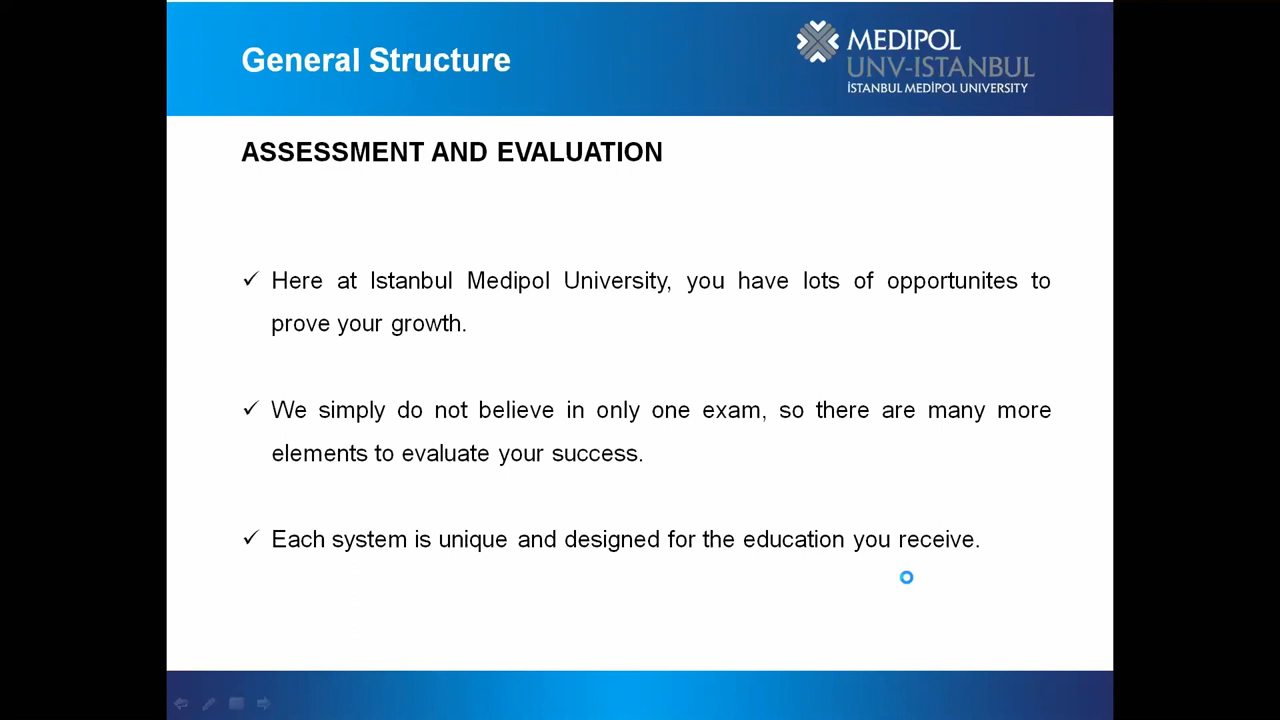 General Structure
MEDIPOL
UNV-ISTANBUL
İSTANBUL MEDİPOL UNIVERSITY
ASSESSMENT AND EVALUATION
✓ Here at Istanbul Medipol University, you have lots of opportunites to
prove your growth.
✓ We simply do not believe in only one exam, so there are many more
elements to evaluate your success.
✓ Each system is unique and designed for the education you receive.